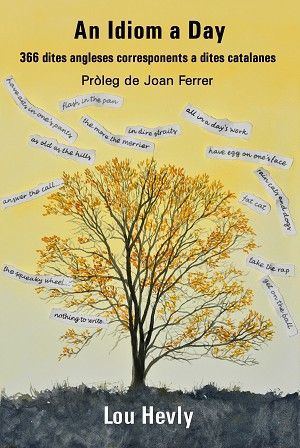 An Idiom a Day
366 dites angleses corresponents a dites catalanes
Pròleg de Joan Ferrer
have ants in one's pants
flash in the pan
the more the merrier
as old as the hills
in dire straits
all in a day's work
have egg on one's face
rain cats and dogs
fat cat
answer the call...
the squeaky wheel...
nothing to write...
take the rap
get on the ball
Lou Hevly